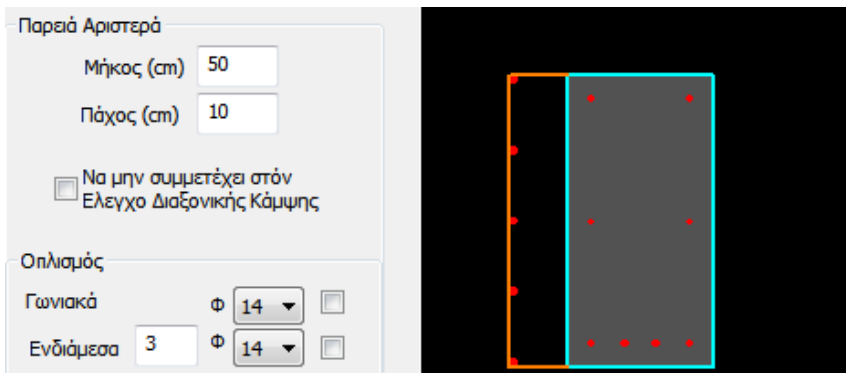 Παρειά Αριστερά
Μήκος (cm) 50
Πάχος (cm) 10
Να μην συμμετέχει στόν
Ελεγχο Διαξονικής Κάμψης
Οπλισμός
Γωνιακά Φ 14
Ενδιάμεσα 3 Φ 14